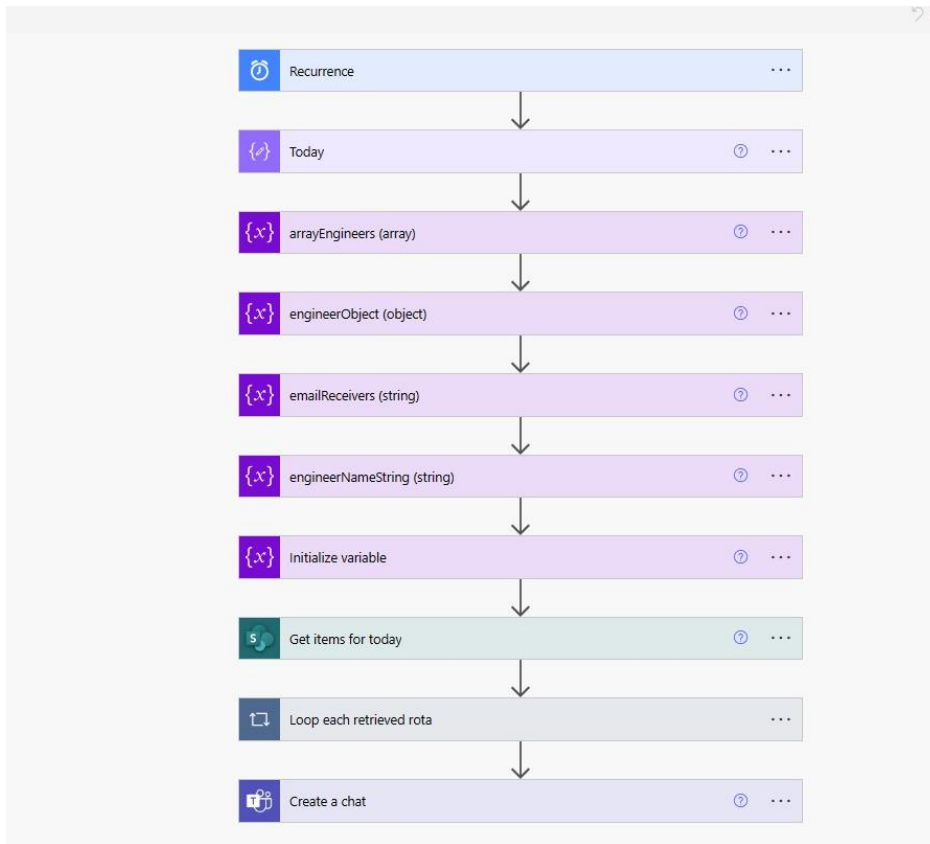 Recurrence
Today
arrayEngineers (array)
engineerObject (object)
emailReceivers (string)
engineerNameString (string)
Initialize variable
Get items for today
Loop each retrieved rota
Create a chat